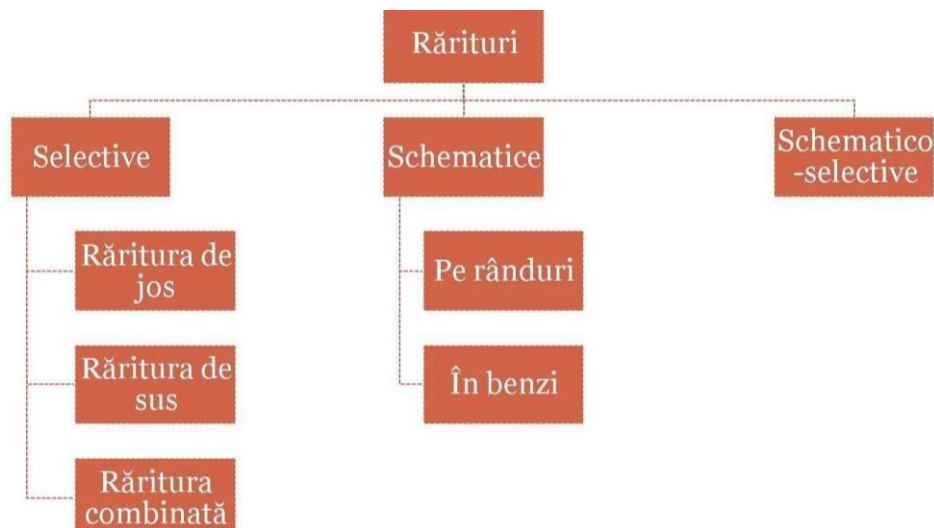 Rărituri
Selective
Răritura de
jos
Răritura de
sus
Răritura
combinată
Schematice
Pe rânduri
În benzi
Schematico
-selective